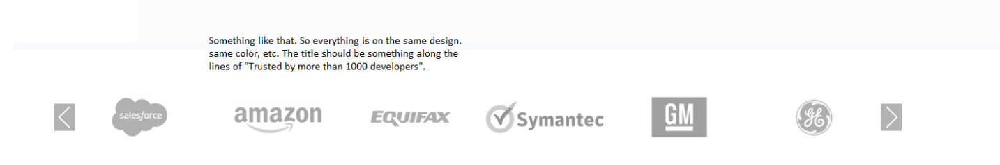 Something like that. So everything is on the same design.
same color, etc. The title should be something along the
lines of "Trusted by more than 1000 developers".
salesforce
amazon
EQUIFAX
Symantec
GM
GE